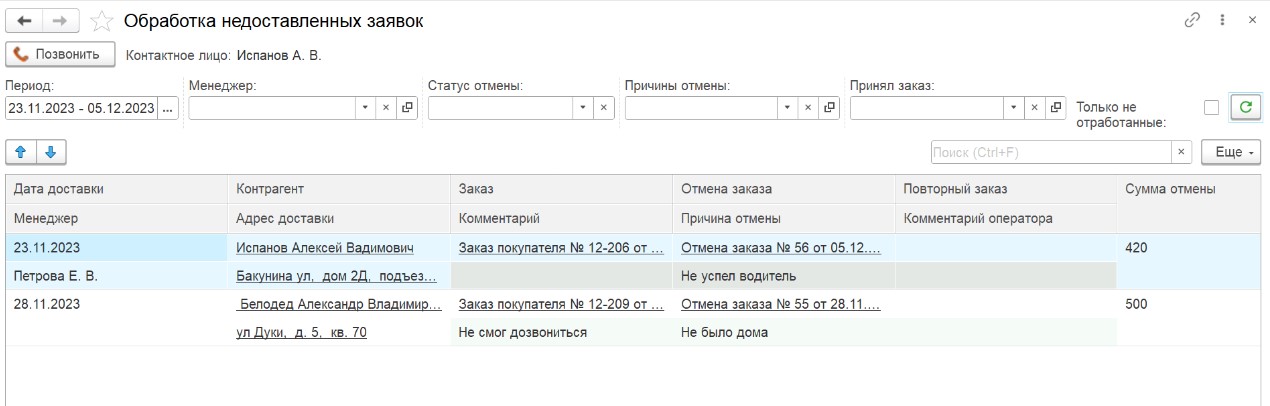 Обработка недоставленных заявок
Позвонить Контактное лицо: Испанов А. В.
Период: Менеджер: Статус отмены: Причины отмены: Принял заказ:
23.11.2023 - 05.12.2023 ... Только не
отработанные:
Поиск (Ctrl+F) Еще
Дата доставки Контрагент Заказ Отмена заказа Повторный заказ Сумма отмены
Менеджер Адрес доставки Комментарий Причина отмены Комментарий оператора
23.11.2023 Испанов Алексей Вадимович Заказ покупателя № 12-206 от ... Отмена заказа № 56 от 05.12.... 420
Петрова Е. В. Бакунина ул, дом 2Д, подъез... Не успел водитель
28.11.2023 Белодед Александр Владимир... Заказ покупателя № 12-209 от ... Отмена заказа № 55 от 28.11.... 500
ул Дуки, д. 5, кв. 70 Не смог дозвониться Не было дома